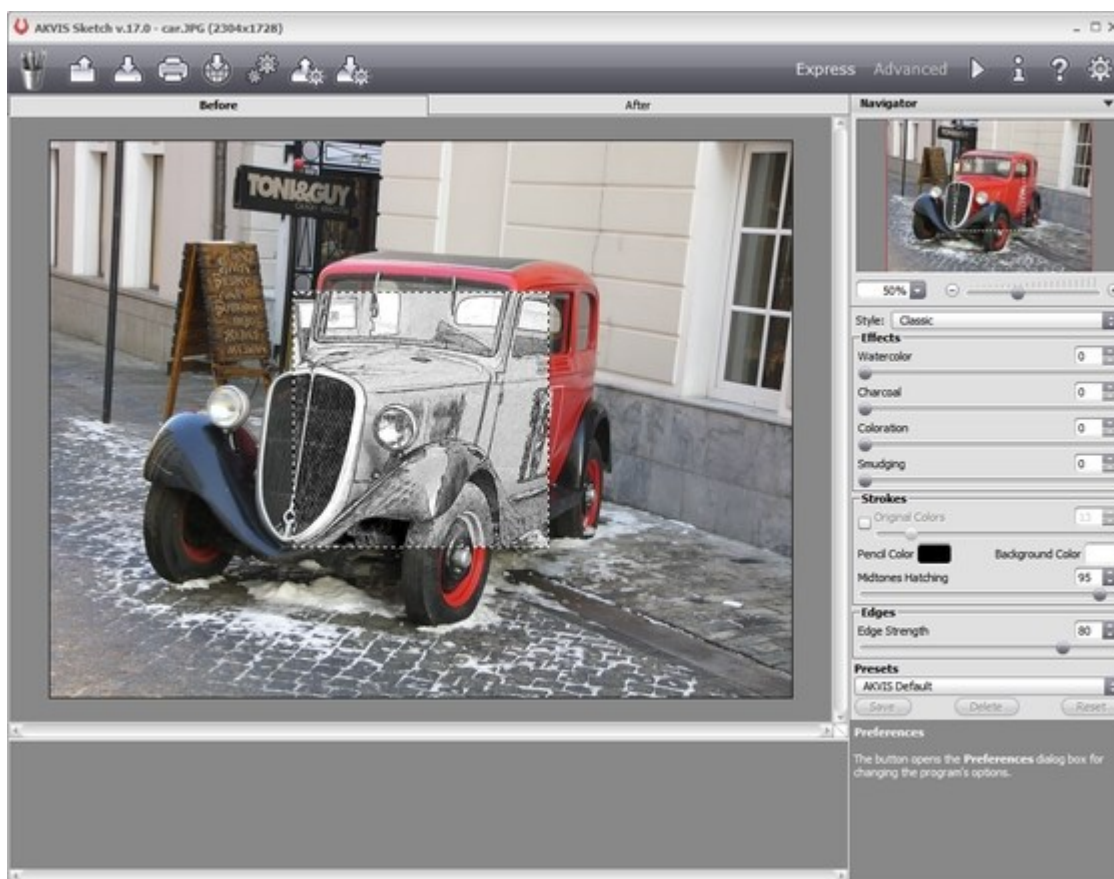 AKVIS Sketch v.17.0 - car.JPG (2304x1728)
Express Advanced
Before After
Navigator
TONI&GUY
50%
Style: Classic
Effects
Watercolor 0
Charcoal 0
Coloration 0
Smudging 0
Strokes
Original Colors 15
Pencil Color Background Color
Midtones Hatching 95
Edges
Edge Strength 80
Presets
AKVIS Default
Save Delete Reset
Preferences
The button opens the Preferences dialog box for
changing the program's options.